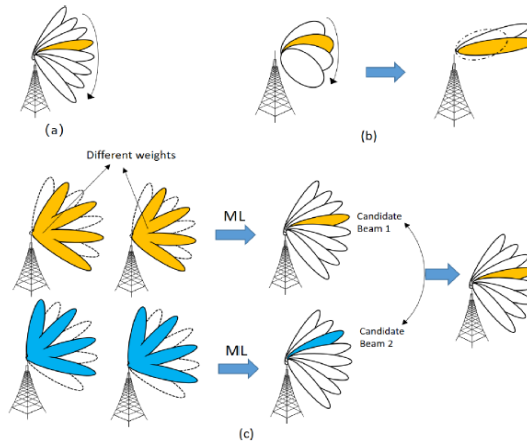 (a)
(b)
Different weights
ML
Candidate
Beam 1
ML
Candidate
Beam 2
(c)